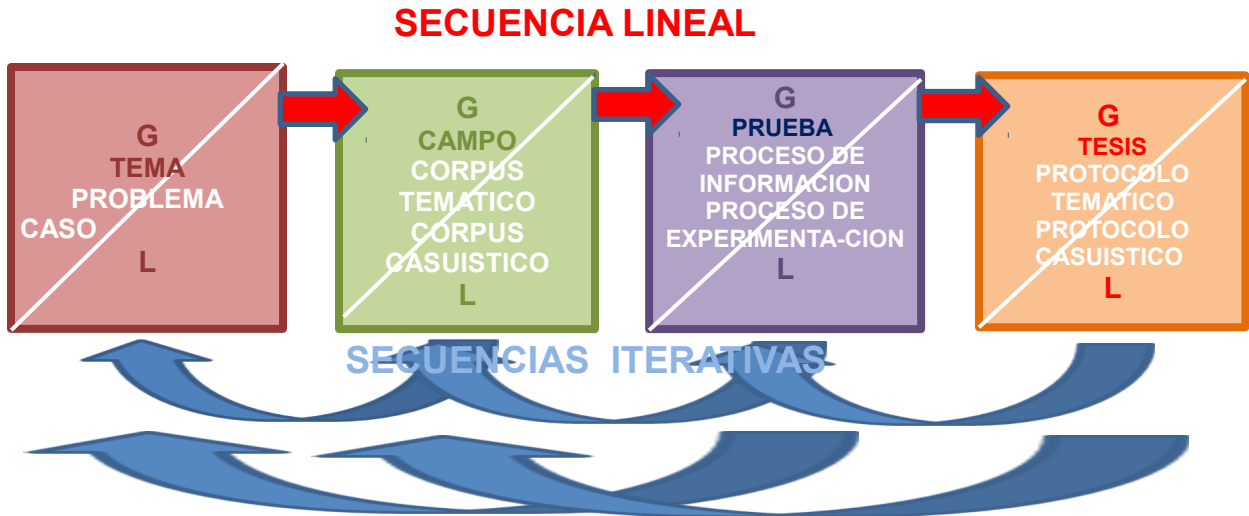 SECUENCIA LINEAL
G
TEMA
PROBLEMA
CASO
L
G
CAMPO
CORPUS
TEMATICO
CORPUS
CASUISTICO
L
G
PRUEBA
PROCESO DE
INFORMACION
PROCESO DE
EXPERIMENTA-CION
L
G
TESIS
PROTOCOLO
TEMATICO
PROTOCOLO
CASUISTICO
L
SECUENCIAS ITERATIVAS